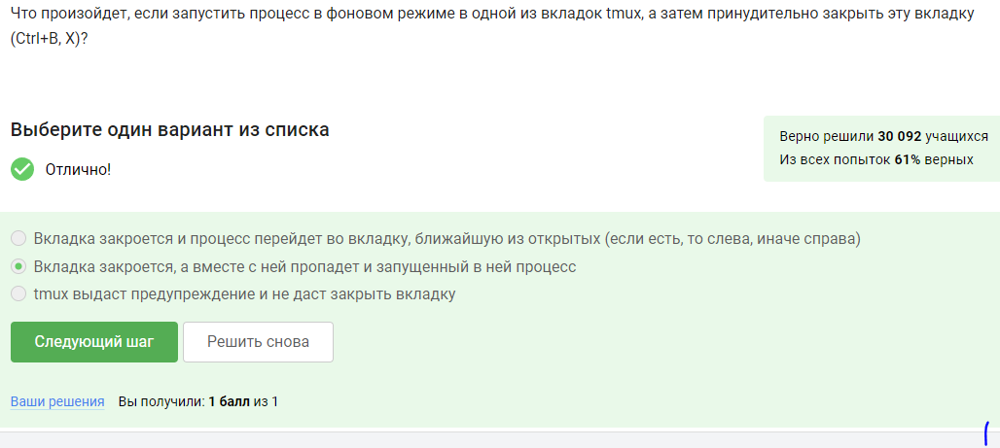 Что произойдет, если запустить процесс в фоновом режиме в одной из вкладок tmux, а затем принудительно закрыть эту вкладку
(Ctrl+B, X)?
Выберите один вариант из списка
Отлично!
Верно решили 30 092 учащихся
Из всех попыток 61% верных
Вкладка закроется и процесс перейдет во вкладку, ближайшую из открытых (если есть, то слева, иначе справа)
Вкладка закроется, а вместе с ней пропадет и запущенный в ней процесс
tmux выдаст предупреждение и не даст закрыть вкладку
Следующий шаг
Решить снова
Ваши решения Вы получили: 1 балл из 1